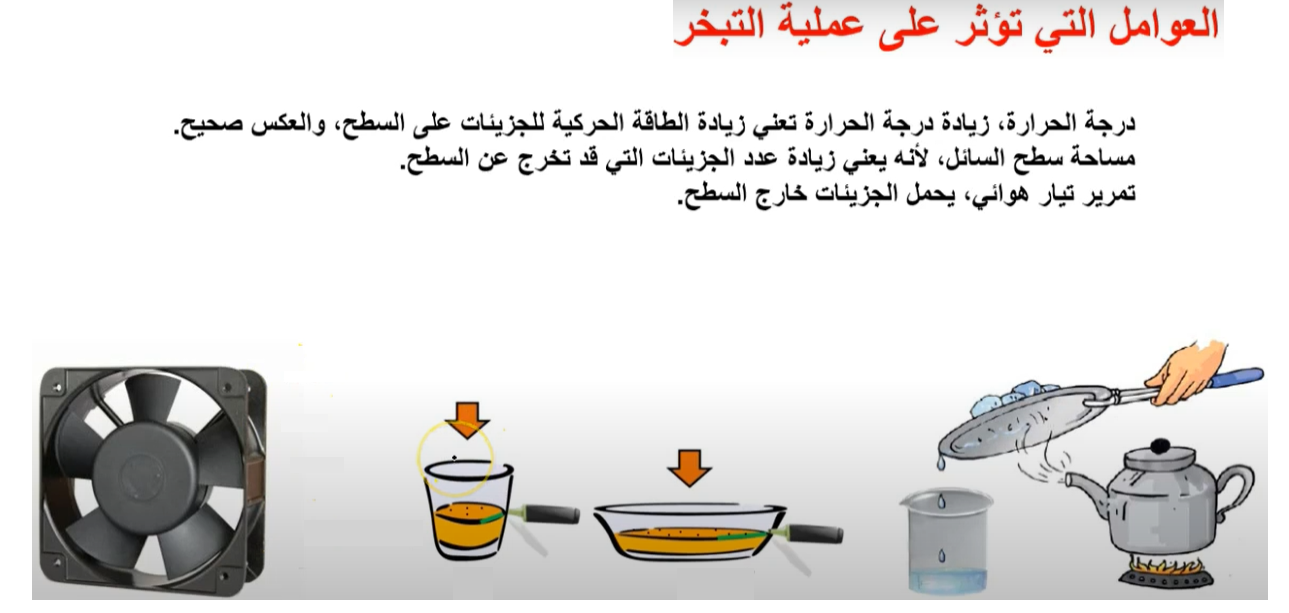 العوامل التي تؤثر على عملية التبخر
درجة الحرارة، زيادة درجة الحرارة تعني زيادة الطاقة الحركية للجزيئات على السطح، والعكس صحيح.
مساحة سطح السائل، لأنه يعني زيادة عدد الجزيئات التي قد تخرج عن السطح.
تمرير تيار هوائي، يحمل الجزيئات خارج السطح.